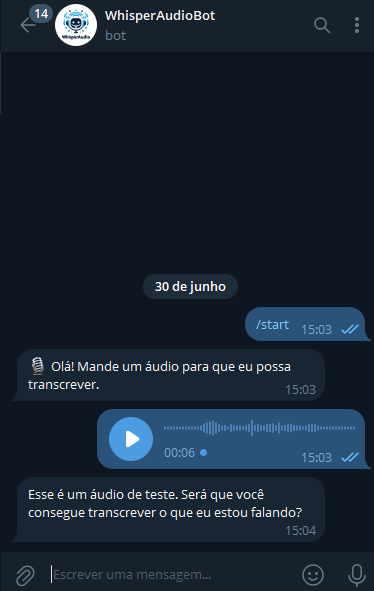 14
WhisperAudioBot
bot
WhisperAudio
30 de junho
/start
15:03
Olá! Mande um áudio para que eu possa
transcrever.
15:03
00:06
15:03
Esse é um áudio de teste. Será que você
consegue transcrever o que eu estou falando?
15:04
Escrever uma mensagem...